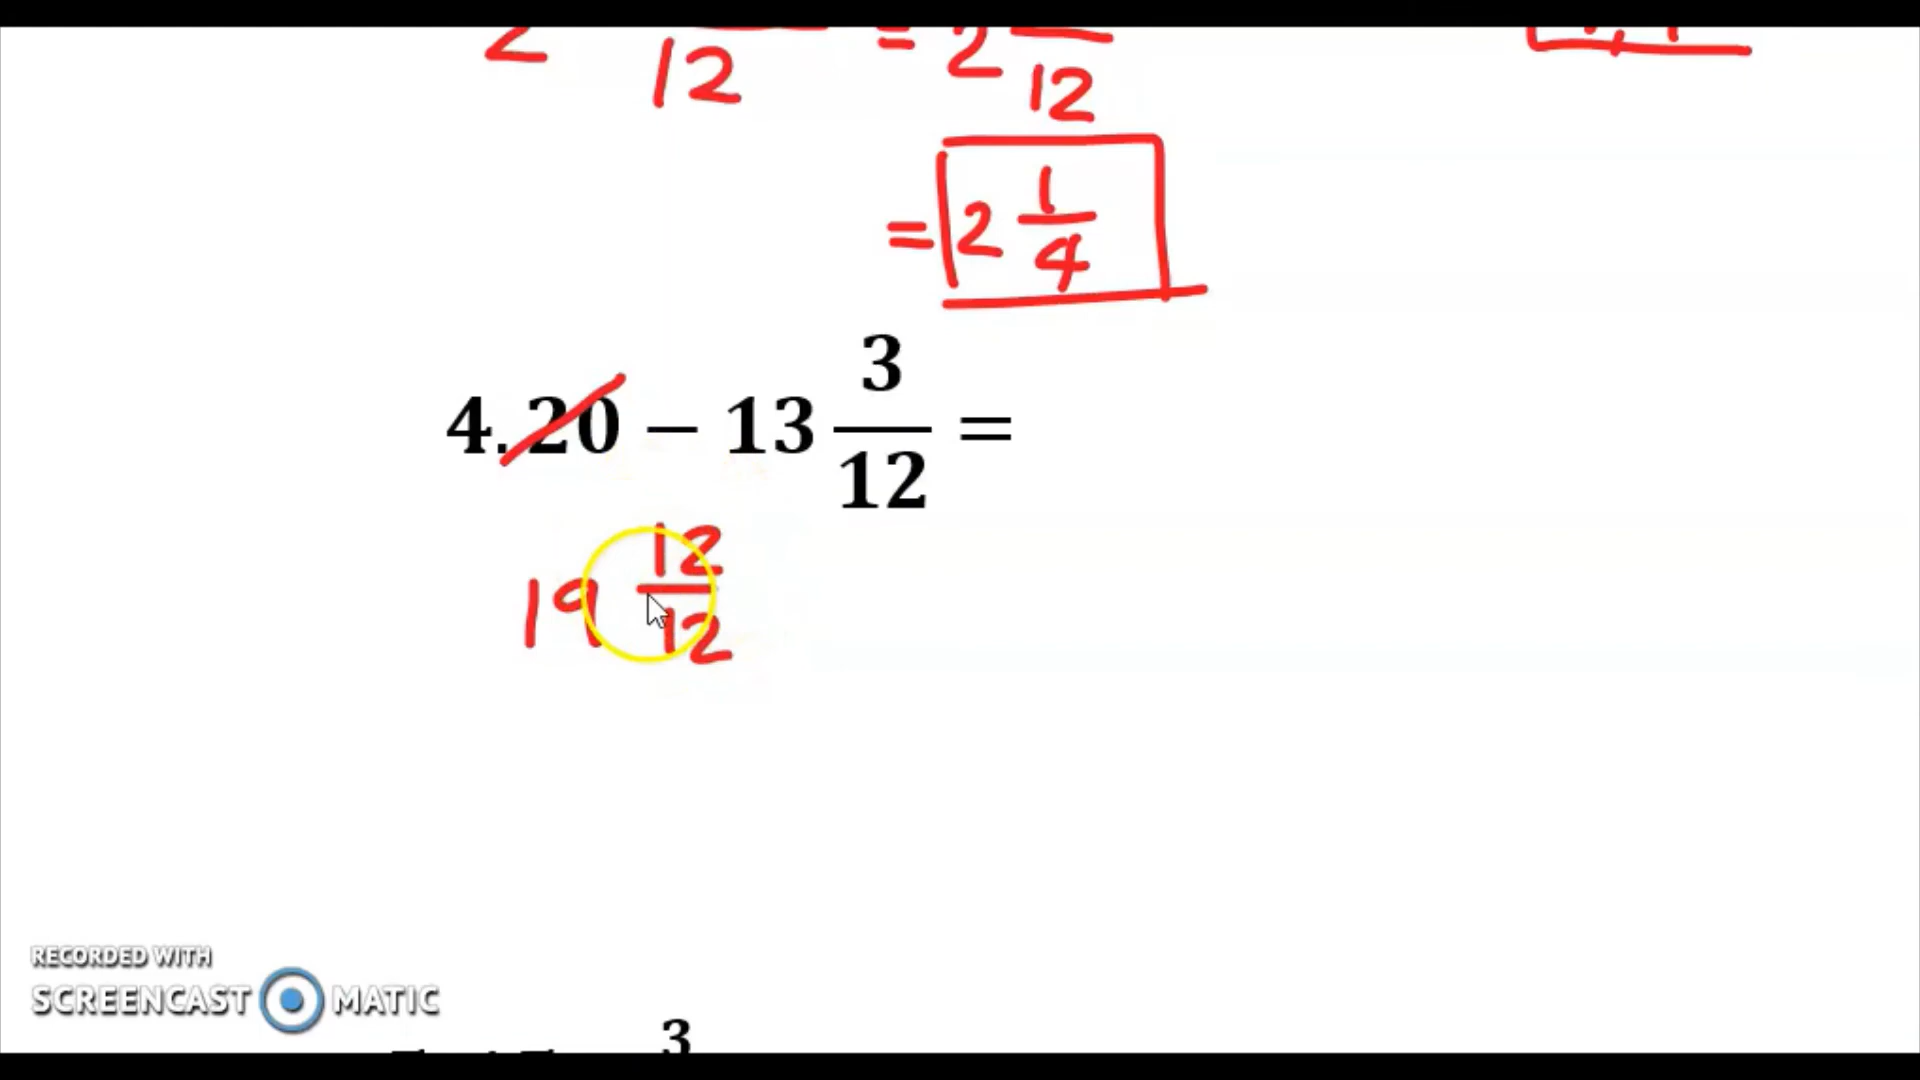 2 12 = 2 12
= 2 1/4
4. 20 − 13 3/12 =
19 12/12
RECORDED WITH
SCREENCAST MATIC
3